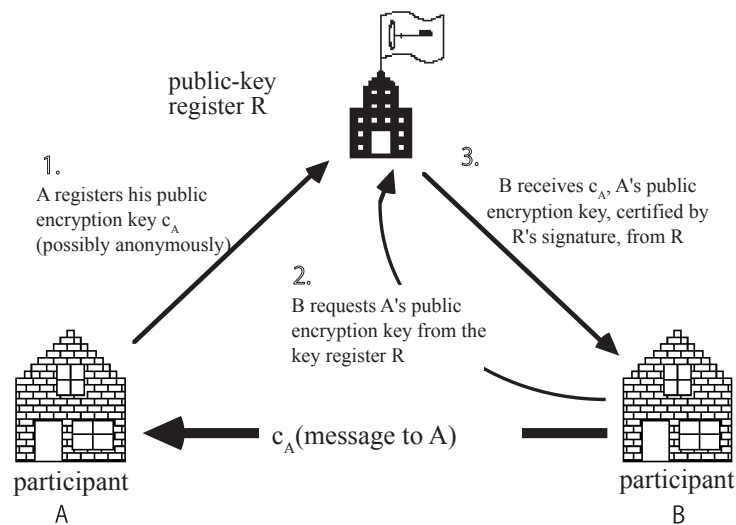 public-key
register R
1.
A registers his public
encryption key c_A
(possibly anonymously)
3.
B receives c_A, A's public
encryption key, certified by
R's signature, from R
2.
B requests A's public
encryption key from the
key register R
c_A(message to A)
participant
A
participant
B